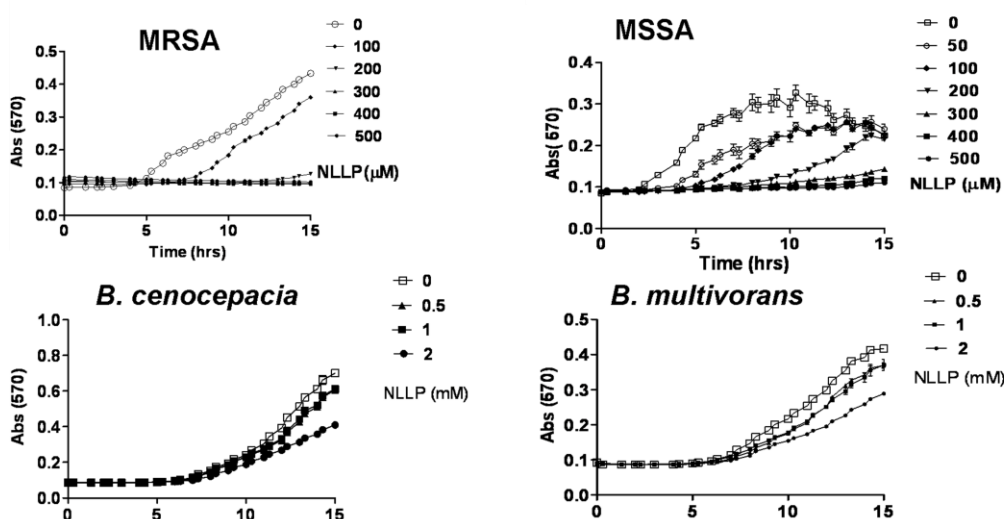 MRSA
0
100
200
300
400
500
NLLP (µM)
Abs (570)
0.5
0.4
0.3
0.2
0.1
0.0
0 5 10 15
Time (hrs)
MSSA
0
50
100
200
300
400
500
NLLP (µM)
Abs( 570)
0.4
0.3
0.2
0.1
0.0
0 5 10 15
Time (hrs)
B. cenocepacia
0
0.5
1
2
NLLP (mM)
Abs (570)
1.0
0.8
0.6
0.4
0.2
0.0
0 5 10 15
B. multivorans
0
0.5
1
2
NLLP (mM)
Abs (570)
0.5
0.4
0.3
0.2
0.1
0.0
0 5 10 15